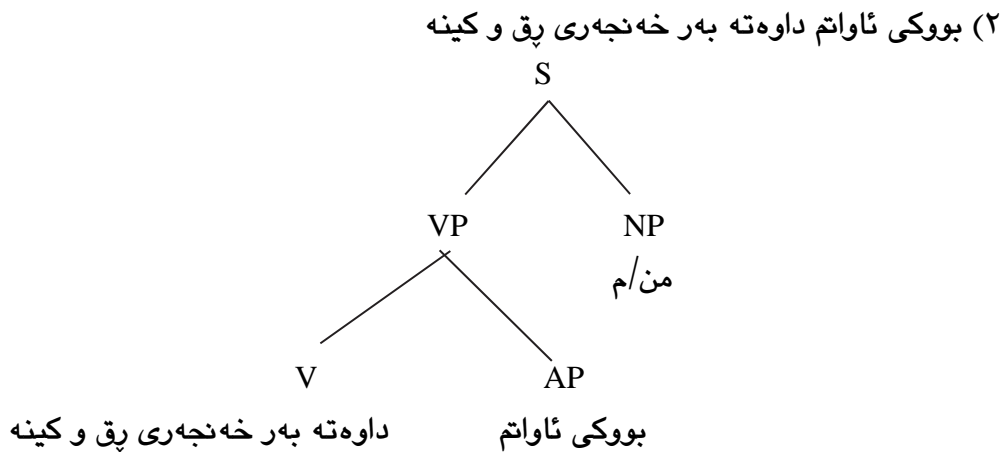 ٢) بووکی ئاواتم داوەتە بەر خەنجەری ڕق و کینە
S
NP VP
من/م
AP V
بووکی ئاواتم داوەتە بەر خەنجەری ڕق و کینە